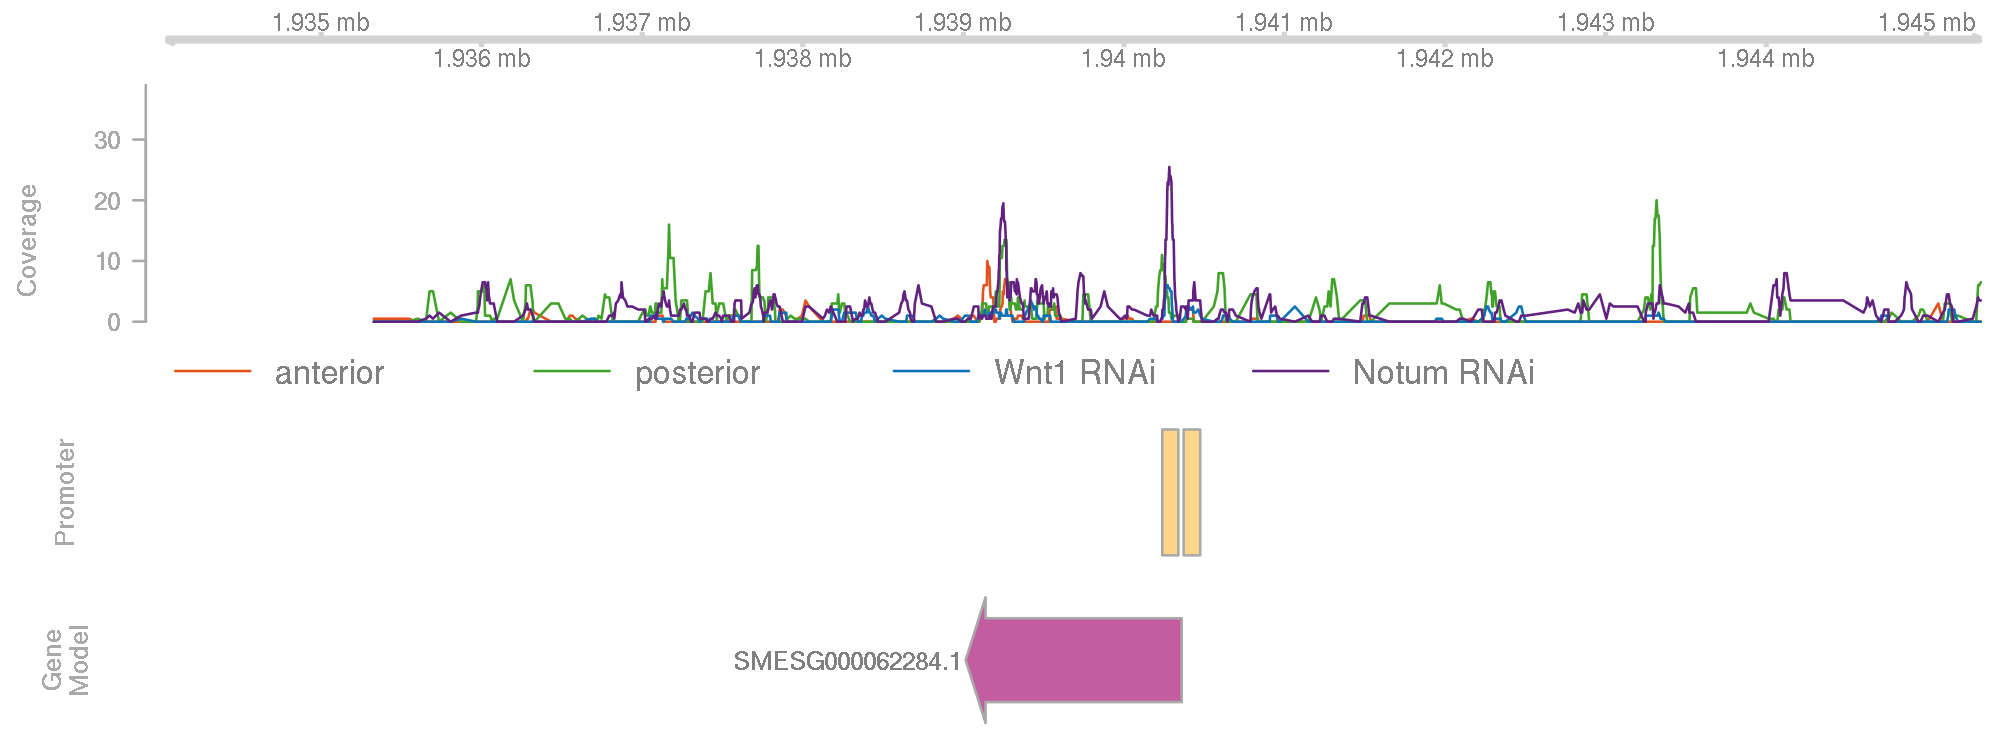 1.935 mb 1.937 mb 1.939 mb 1.941 mb 1.943 mb 1.945 mb
1.936 mb 1.938 mb 1.94 mb 1.942 mb 1.944 mb
Coverage
30
20
10
0
anterior posterior Wnt1 RNAi Notum RNAi
Promoter
0
Gene
Model
SMESG000062284.1